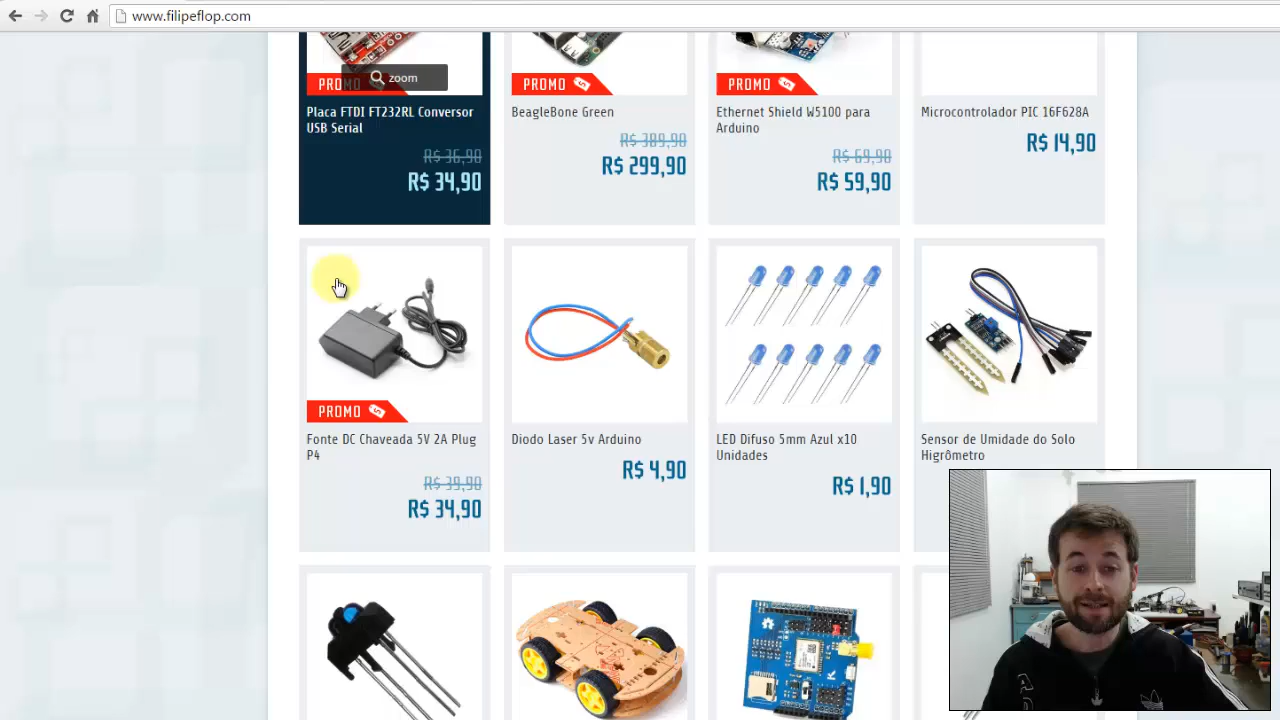 www.filipeflop.com
PROMO
zoom
PROMO
PROMO
Placa FTDI FT232RL Conversor
USB Serial
R$ 36,90
R$ 34,90
BeagleBone Green
R$ 389,90
R$ 299,90
Ethernet Shield W5100 para
Arduino
R$ 69,90
R$ 59,90
Microcontrolador PIC 16F628A
R$ 14,90
PROMO
Fonte DC Chaveada 5V 2A Plug
P4
R$ 39,90
R$ 34,90
Diodo Laser 5v Arduino
R$ 4,90
LED Difuso 5mm Azul x10
Unidades
R$ 1,90
Sensor de Umidade do Solo
Higrômetro